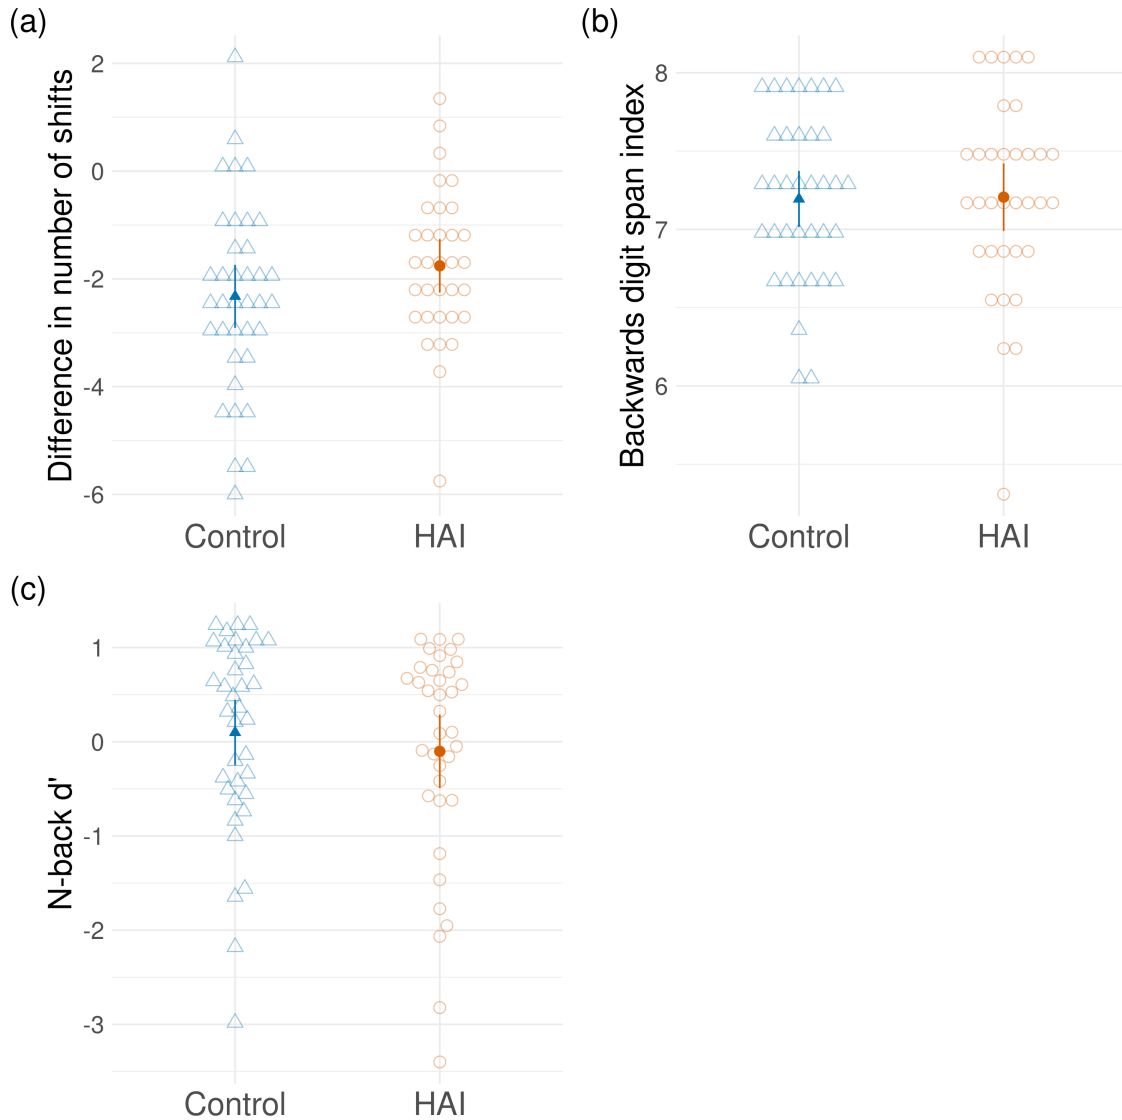 (a)
Difference in number of shifts
2
0
-2
-4
-6
Control HAI
(b)
Backwards digit span index
8
7
6
Control HAI
(c)
N-back d'
1
0
-1
-2
-3
Control HAI